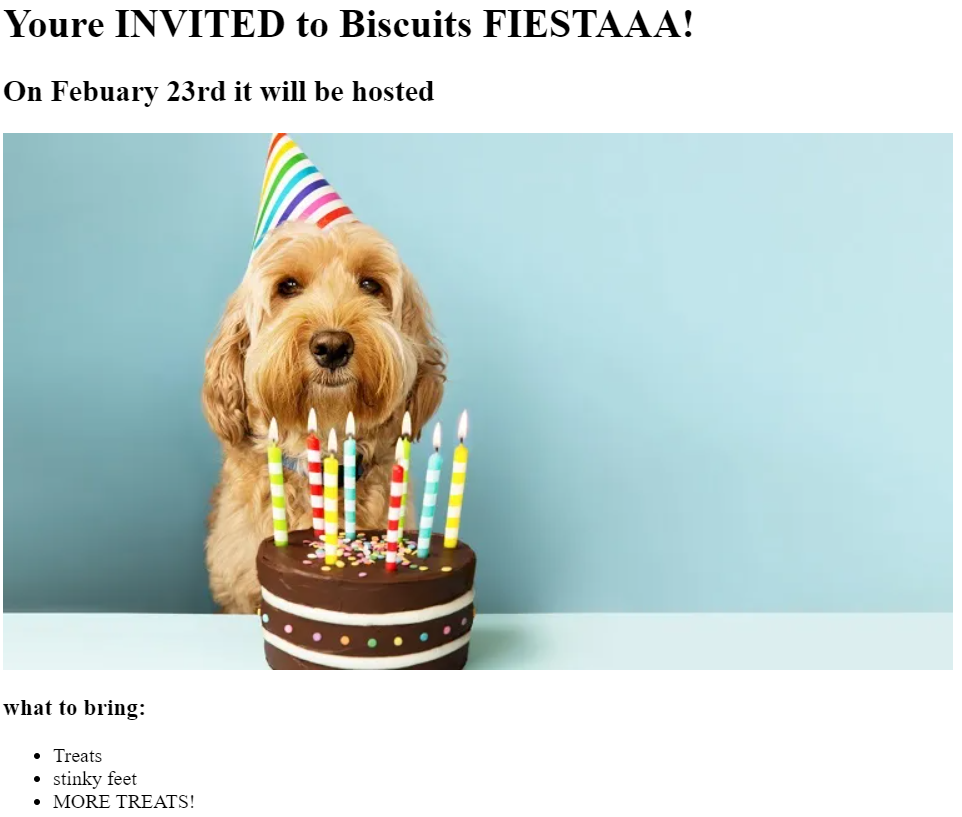 Youre INVITED to Biscuits FIESTAAA!
On Febuary 23rd it will be hosted
what to bring:
Treats
stinky feet
MORE TREATS!